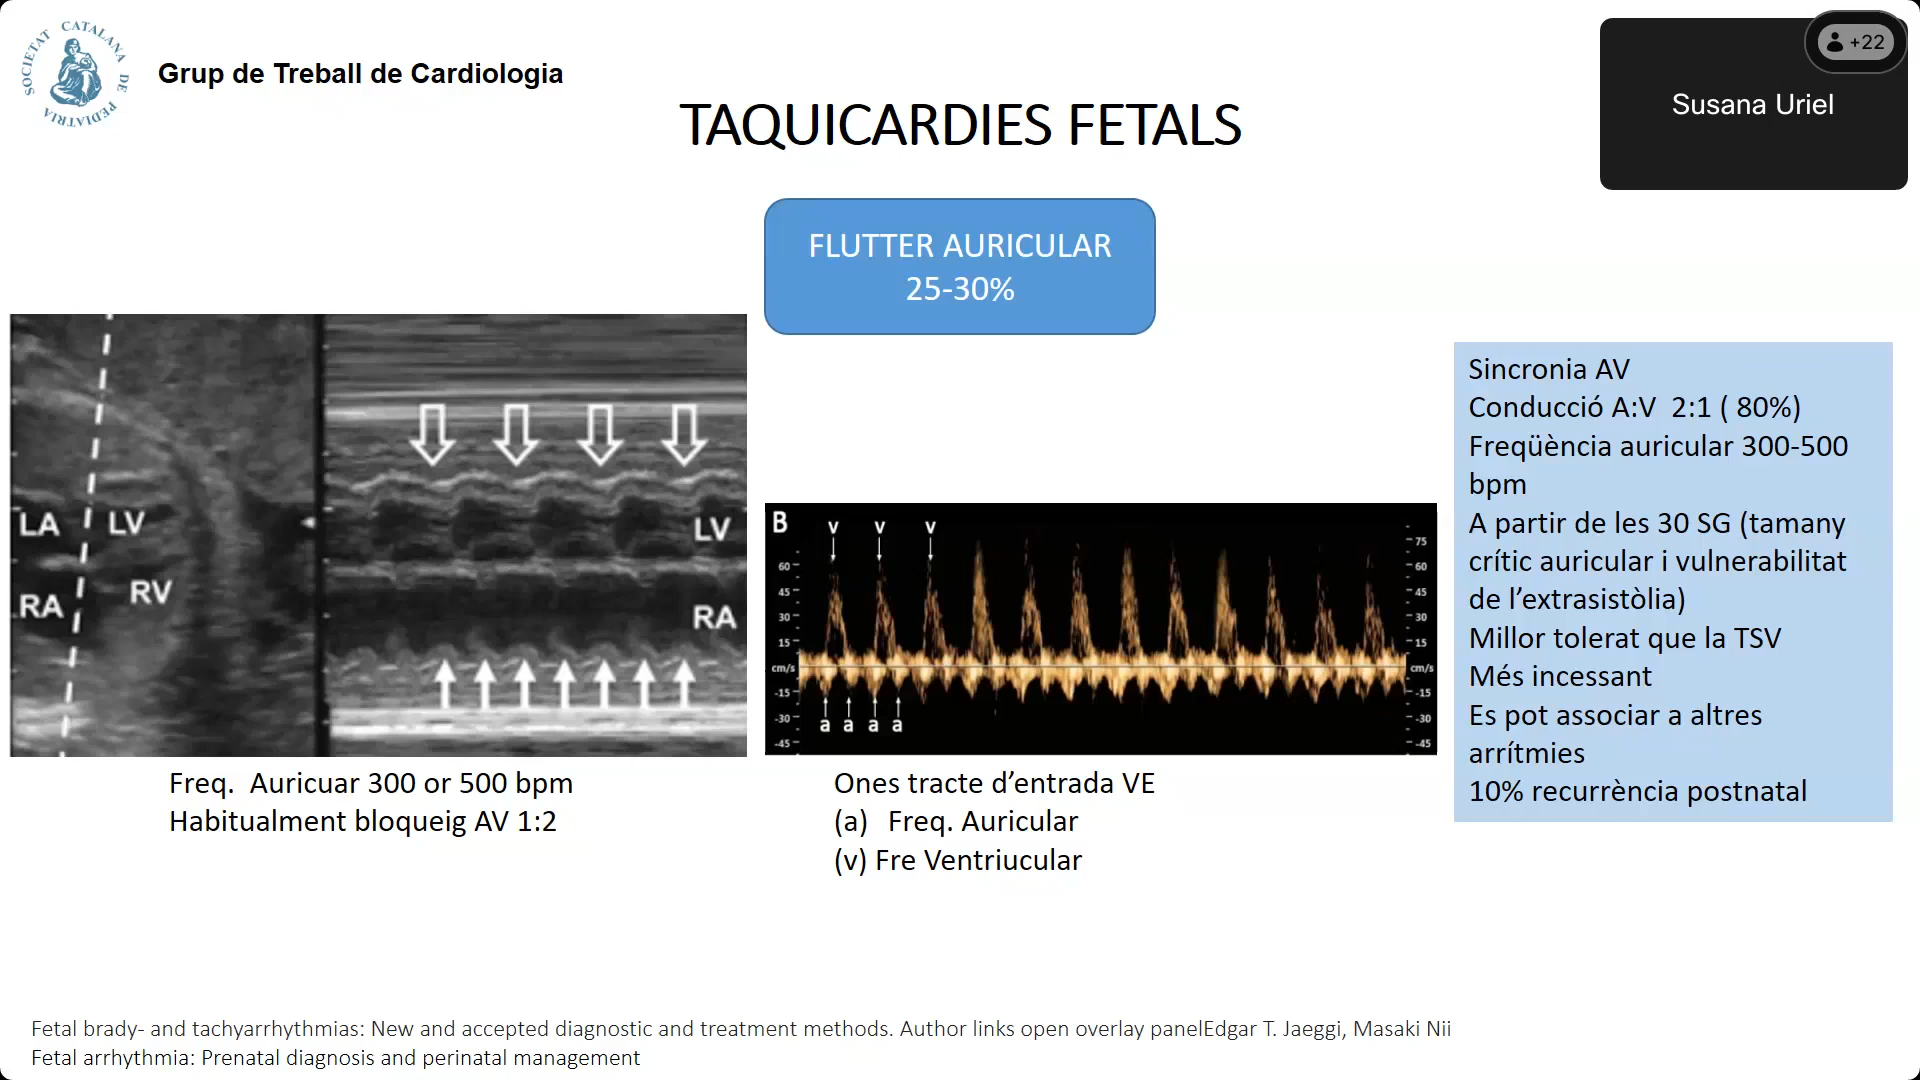 SOCIETAT CATALANA DE PEDIATRIA
Grup de Treball de Cardiologia
+22
Susana Uriel
TAQUICARDIES FETALS
FLUTTER AURICULAR
25-30%
LA
LV
RV
RA
LV
RA
Freq.  Auricuar 300 or 500 bpm
Habitualment bloqueig AV 1:2
B
v v v
75
60 60
45 45
30 30
15 15
cm/s cm/s
-15 -15
-30 -30
-45 -45
a a a a
Ones tracte d’entrada VE
(a)  Freq. Auricular
(v) Fre Ventriucular
Sincronia AV
Conducció A:V  2:1 ( 80%)
Freqüència auricular 300-500
bpm
A partir de les 30 SG (tamany
crític auricular i vulnerabilitat
de l’extrasistòlia)
Millor tolerat que la TSV
Més incessant
Es pot associar a altres
arrítmies
10% recurrència postnatal
Fetal brady- and tachyarrhythmias: New and accepted diagnostic and treatment methods. Author links open overlay panelEdgar T. Jaeggi, Masaki Nii
Fetal arrhythmia: Prenatal diagnosis and perinatal management